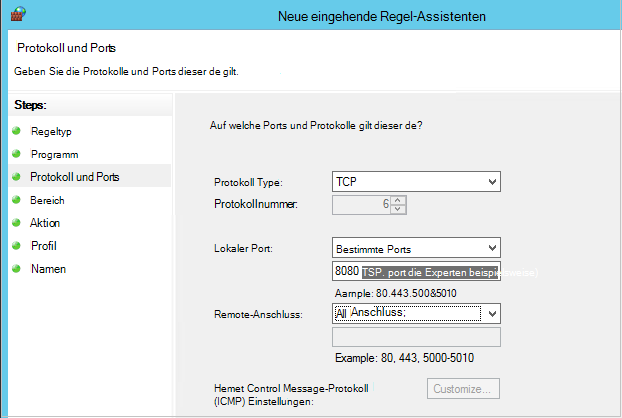 Neue eingehende Regel-Assistenten
Protokoll und Ports
Geben Sie die Protokolle und Ports dieser de gilt.
Steps:
Regeltyp
Programm
Protokoll und Ports
Bereich
Aktion
Profil
Namen
Auf welche Ports und Protokolle gilt dieser de?
Protokoll Type: TCP
Protokollnummer: 6
Lokaler Port: Bestimmte Ports
8080 TSP. port die Experten beispielsweise)
Aample: 80.443.500&5010
Remote-Anschluss: All Anschluss;
Example: 80, 443, 5000-5010
Hemet Control Message-Protokoll
(ICMP) Einstellungen: Customize...